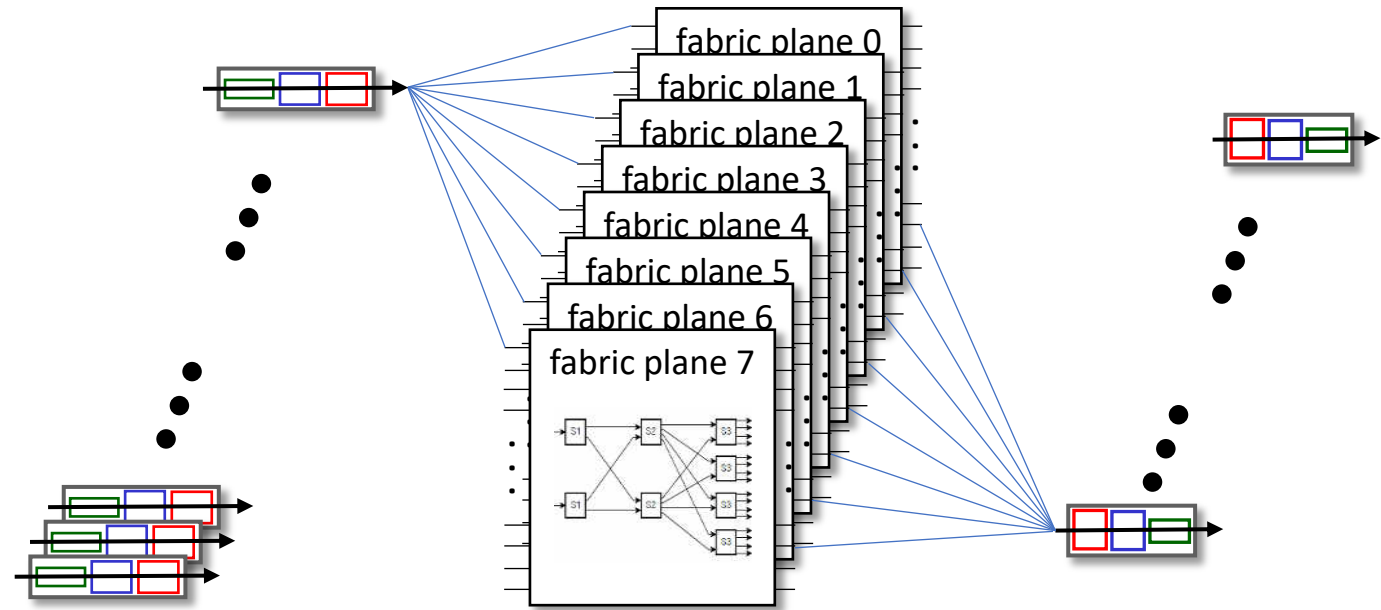 fabric plane 0
fabric plane 1
fabric plane 2
fabric plane 3
fabric plane 4
fabric plane 5
fabric plane 6
fabric plane 7
S1 S2 S3
S3
S1 S2 S3
S3